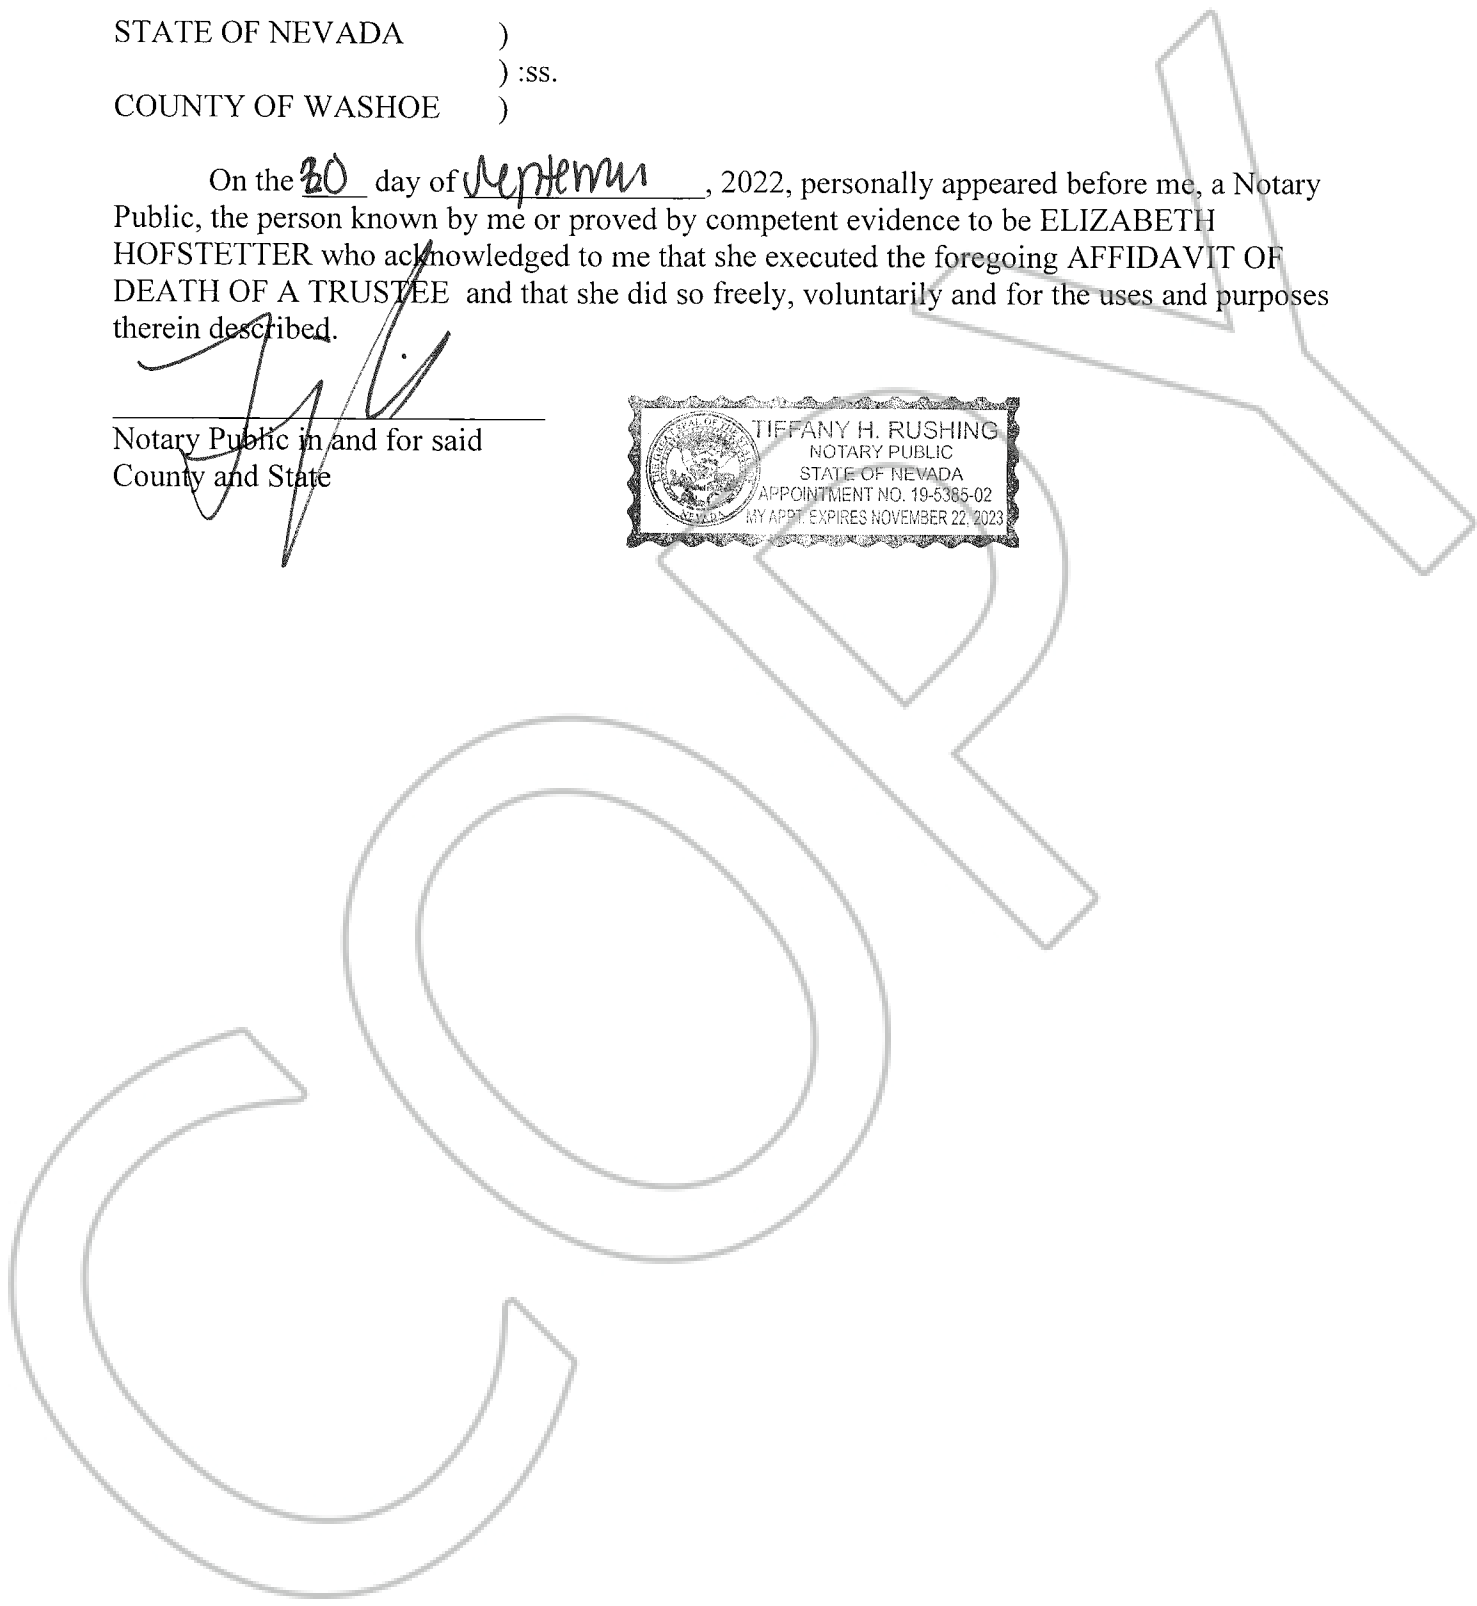 STATE OF NEVADA )
) :ss.
COUNTY OF WASHOE )
On the 30 day of September, 2022, personally appeared before me, a Notary
Public, the person known by me or proved by competent evidence to be ELIZABETH
HOFSTETTER who acknowledged to me that she executed the foregoing AFFIDAVIT OF
DEATH OF A TRUSTEE and that she did so freely, voluntarily and for the uses and purposes
therein described.
Notary Public in and for said
County and State
TIFFANY H. RUSHING
NOTARY PUBLIC
STATE OF NEVADA
APPOINTMENT NO. 19-5385-02
MY APPT. EXPIRES NOVEMBER 22, 2023
NEVADA
COPY